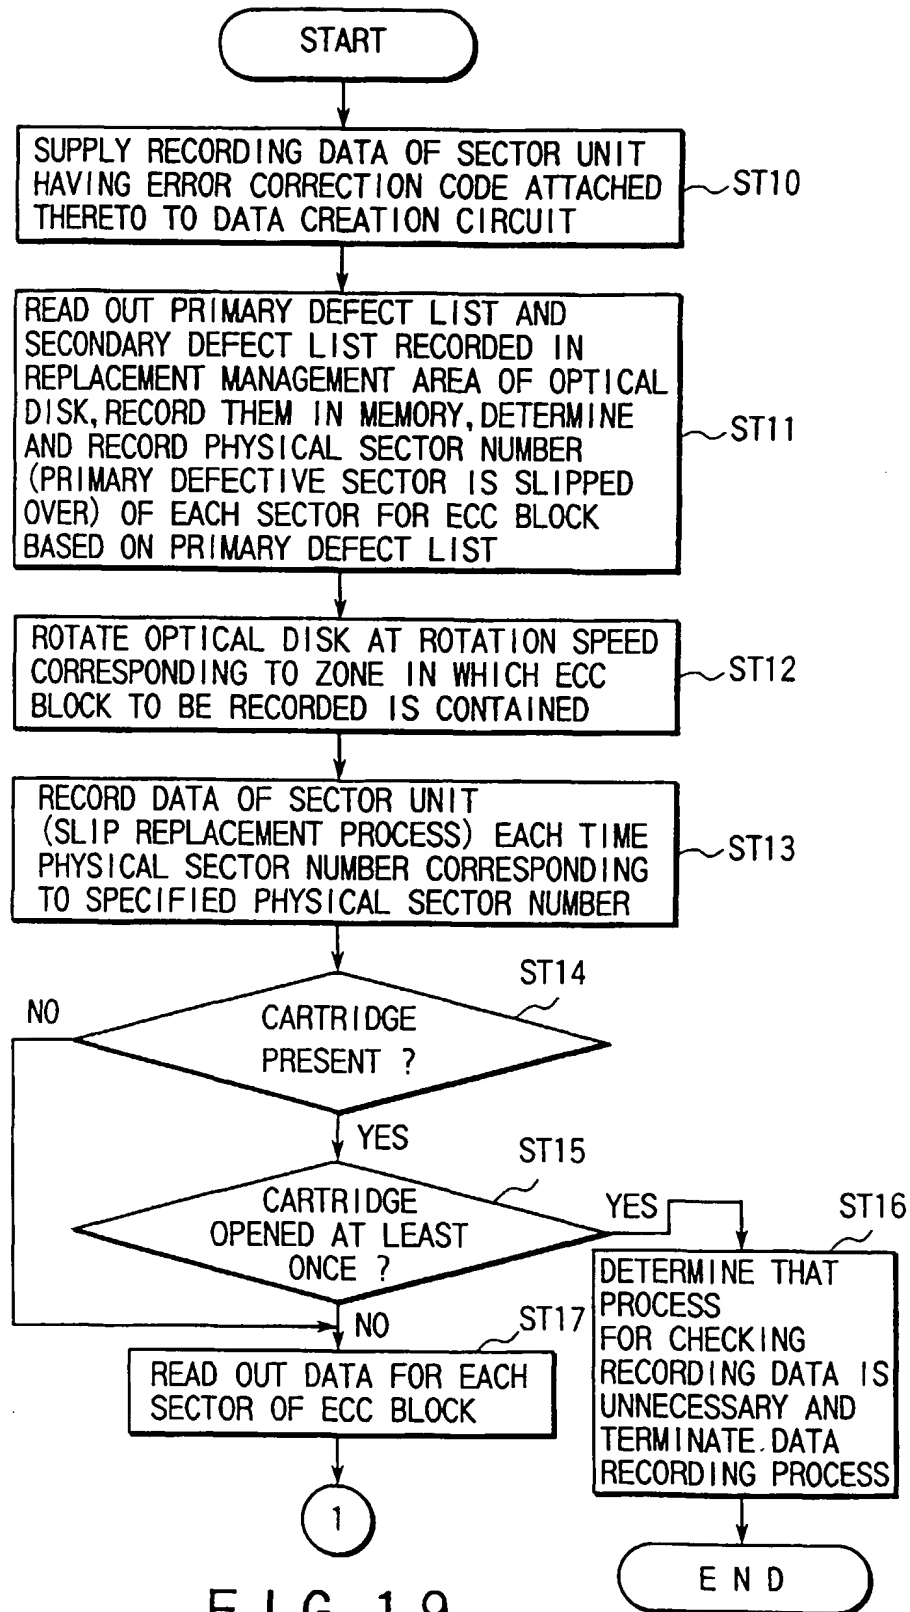 START
SUPPLY RECORDING DATA OF SECTOR UNIT
HAVING ERROR CORRECTION CODE ATTACHED
THERETO TO DATA CREATION CIRCUIT
ST10
READ OUT PRIMARY DEFECT LIST AND
SECONDARY DEFECT LIST RECORDED IN
REPLACEMENT MANAGEMENT AREA OF OPTICAL
DISK, RECORD THEM IN MEMORY, DETERMINE
AND RECORD PHYSICAL SECTOR NUMBER
(PRIMARY DEFECTIVE SECTOR IS SLIPPED
OVER) OF EACH SECTOR FOR ECC BLOCK
BASED ON PRIMARY DEFECT LIST
ST11
ROTATE OPTICAL DISK AT ROTATION SPEED
CORRESPONDING TO ZONE IN WHICH ECC
BLOCK TO BE RECORDED IS CONTAINED
ST12
RECORD DATA OF SECTOR UNIT
(SLIP REPLACEMENT PROCESS) EACH TIME
PHYSICAL SECTOR NUMBER CORRESPONDING
TO SPECIFIED PHYSICAL SECTOR NUMBER
ST13
ST14
NO
CARTRIDGE
PRESENT ?
YES
ST15
CARTRIDGE
OPENED AT LEAST
ONCE ?
YES
ST16
DETERMINE THAT
PROCESS
FOR CHECKING
RECORDING DATA IS
UNNECESSARY AND
TERMINATE DATA
RECORDING PROCESS
NO
ST17
READ OUT DATA FOR EACH
SECTOR OF ECC BLOCK
1
END
FIG. 19